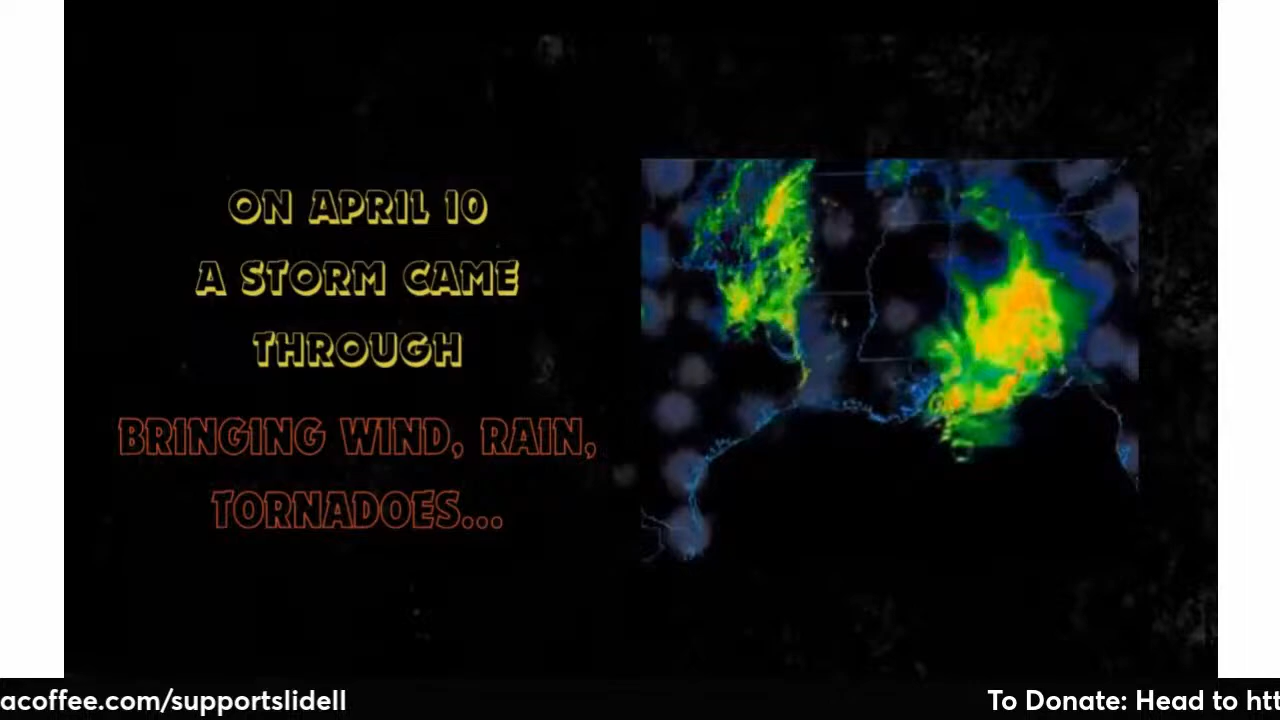 ON APRIL 10
A STORM CAME
THROUGH
BRINGING WIND, RAIN,
TORNADOES...
acoffee.com/supportslidell
To Donate: Head to htt